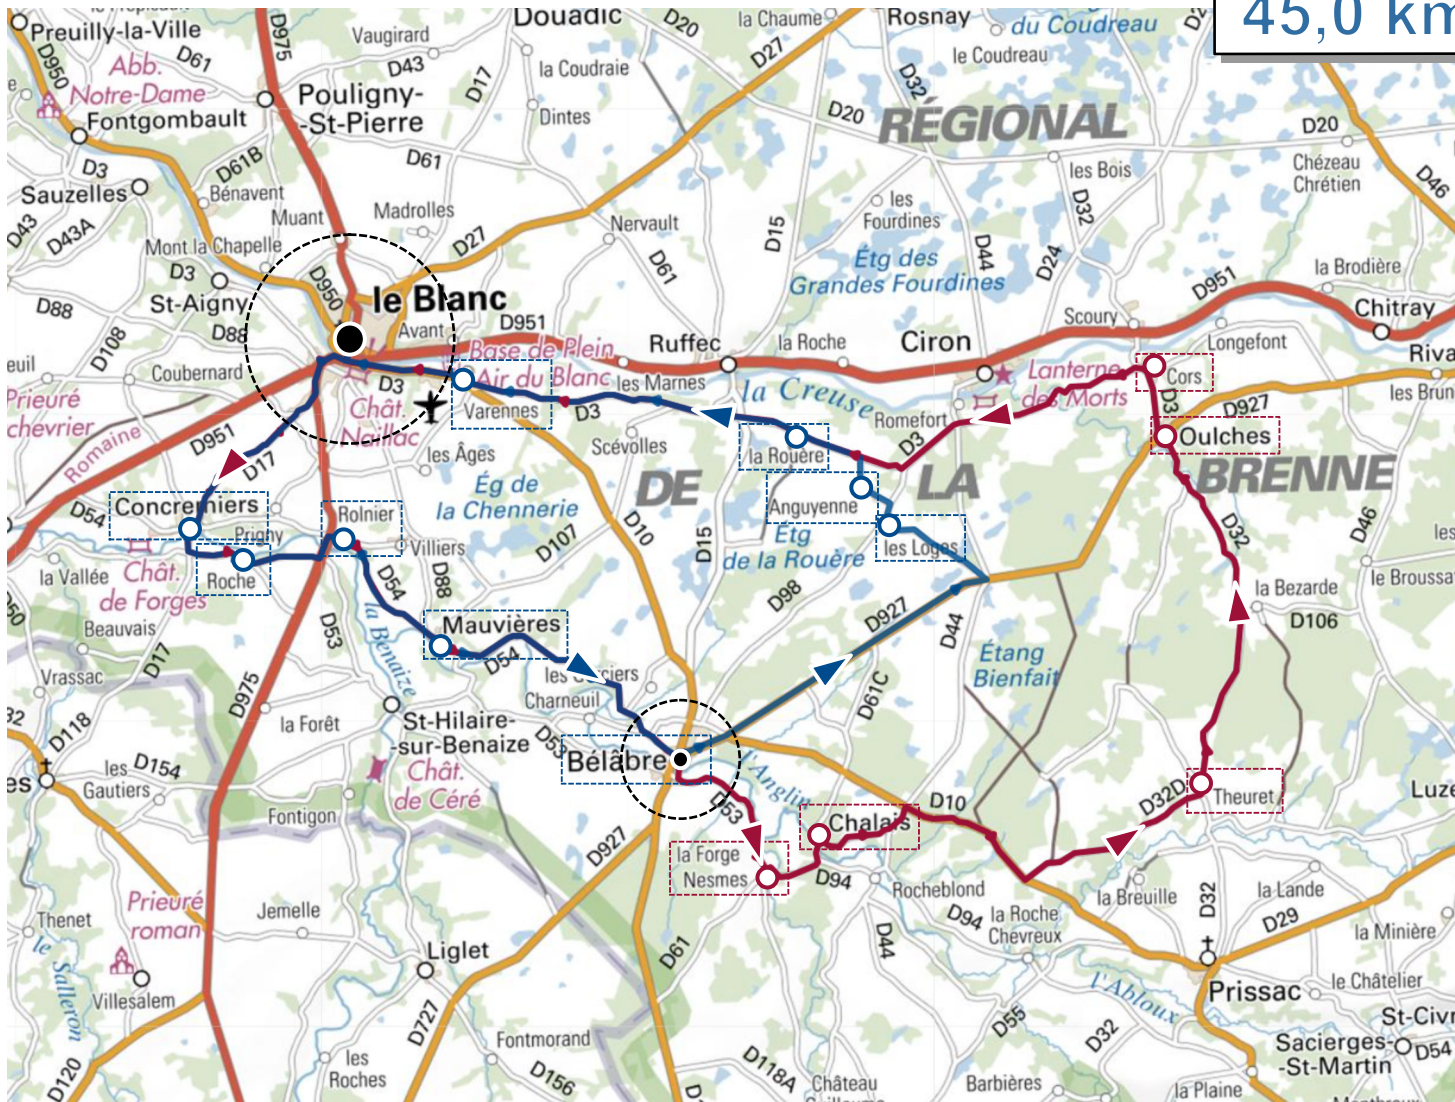 45,0 km
Preuilly-la-Ville
D950
D61
D975
Vaugirard
D43
D17
Douadic
la Coudraie
D20
la Chaume
D27
Rosnay
du Coudreau
le Coudreau
D32
Abb.
Notre-Dame
Fontgombault
Pouligny-
-St-Pierre
Dintes
D20
RÉGIONAL
D20
D3
D61B
D61
les Bois
Chézeau
Chrétien
D46
Sauzelles
Bénavent
Muant
Madrolles
D43
D43A
Mont la Chapelle
D27
Nervault
D15
les
Fourdines
D32
D3
D950
D61
Étg des
Grandes Fourdines
D44
D24
la Brodière
D88
St-Aigny
D88
le Blanc
Avant
D951
D951
Chitray
Scoury
D108
Coubernard
Base de Plein
Air du Blanc
Ruffec
la Roche
Ciron
Longefont
Prieuré
chevrier
D3
Chât.
Naillac
Varennes
D3
les Marnes
la Creuse
Romefort
Lanterne
des Morts
Cors
D3
D927
Romaine
D951
D17
les Âges
Scévolles
la Rouère
D3
Oulches
D54
Concremiers
Prigny
Roche
Rolnier
Villiers
Ég de
la Chennerie
DE
LA
BRENNE
Anguyenne
Étg
de la Rouère
les Loges
D10
D15
D107
D32
D46
la Vallée
Chât.
de Forges
D54
D88
D98
la Bezarde
D106
le Broussa
Beauvais
D17
D53
la Benaize
Mauvières
D54
D927
D44
Étang
Bienfait
Vrassac
D118
D975
la Forêt
St-Hilaire-
-sur-Benaize
Charneuil
D53
D61C
Bélâbre
l'Anglin
les
Gautiers
D154
Chât.
de Céré
Fontigon
D53
Chalais
D10
D32D
Theuret
D927
la Forge
Nesmes
D94
Rocheblond
D94
la Breuille
D32
la Lande
D29
la Roche
Chevreux
la Minière
Prieuré
roman
Jemelle
Thenet
le Salleron
Villesalem
Liglet
D61
D44
Prissac
le Châtelier
l'Abloux
D727
D55
D32
St-Civr
Sacierges-
-St-Martin
D54
Fontmorand
les
Roches
D156
D118A
Château
Barbières
la Plaine
D120